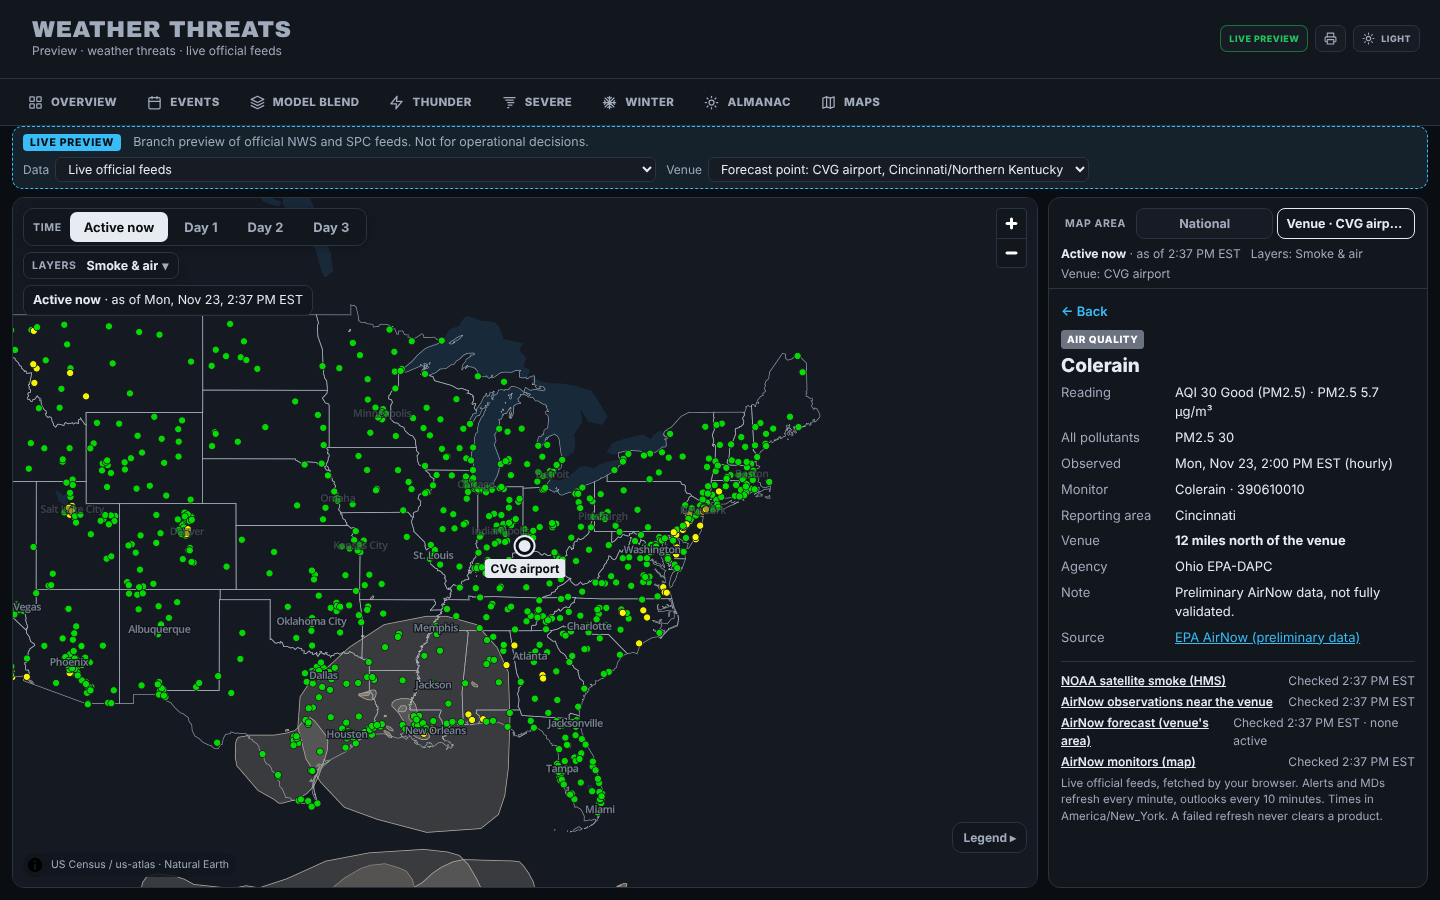 WEATHER THREATS
Preview · weather threats · live official feeds
LIVE PREVIEW
LIGHT
OVERVIEW
EVENTS
MODEL BLEND
THUNDER
SEVERE
WINTER
ALMANAC
MAPS
LIVE PREVIEW Branch preview of official NWS and SPC feeds. Not for operational decisions.
Data Live official feeds Venue Forecast point: CVG airport, Cincinnati/Northern Kentucky
TIME Active now Day 1 Day 2 Day 3
LAYERS Smoke & air ▾
Active now · as of Mon, Nov 23, 2:37 PM EST
+
−
Minneapolis
Detroit
Boston
Chicago
Omaha
Salt Lake City
New York
Pittsburgh
Denver
Indianapolis
Kansas City
St. Louis
Washington
CVG airport
Vegas
Oklahoma City
Albuquerque
Memphis
Charlotte
Phoenix
Atlanta
Dallas
Jackson
Jacksonville
Houston
New Orleans
Tampa
Miami
Legend ▸
US Census / us-atlas · Natural Earth
MAP AREA National Venue · CVG airp...
Active now · as of 2:37 PM EST Layers: Smoke & air
Venue: CVG airport
← Back
AIR QUALITY
Colerain
Reading AQI 30 Good (PM2.5) · PM2.5 5.7
µg/m³
All pollutants PM2.5 30
Observed Mon, Nov 23, 2:00 PM EST (hourly)
Monitor Colerain · 390610010
Reporting area Cincinnati
Venue 12 miles north of the venue
Agency Ohio EPA-DAPC
Note Preliminary AirNow data, not fully
validated.
Source EPA AirNow (preliminary data)
NOAA satellite smoke (HMS) Checked 2:37 PM EST
AirNow observations near the venue Checked 2:37 PM EST
AirNow forecast (venue's Checked 2:37 PM EST · none
area) active
AirNow monitors (map) Checked 2:37 PM EST
Live official feeds, fetched by your browser. Alerts and MDs
refresh every minute, outlooks every 10 minutes. Times in
America/New_York. A failed refresh never clears a product.